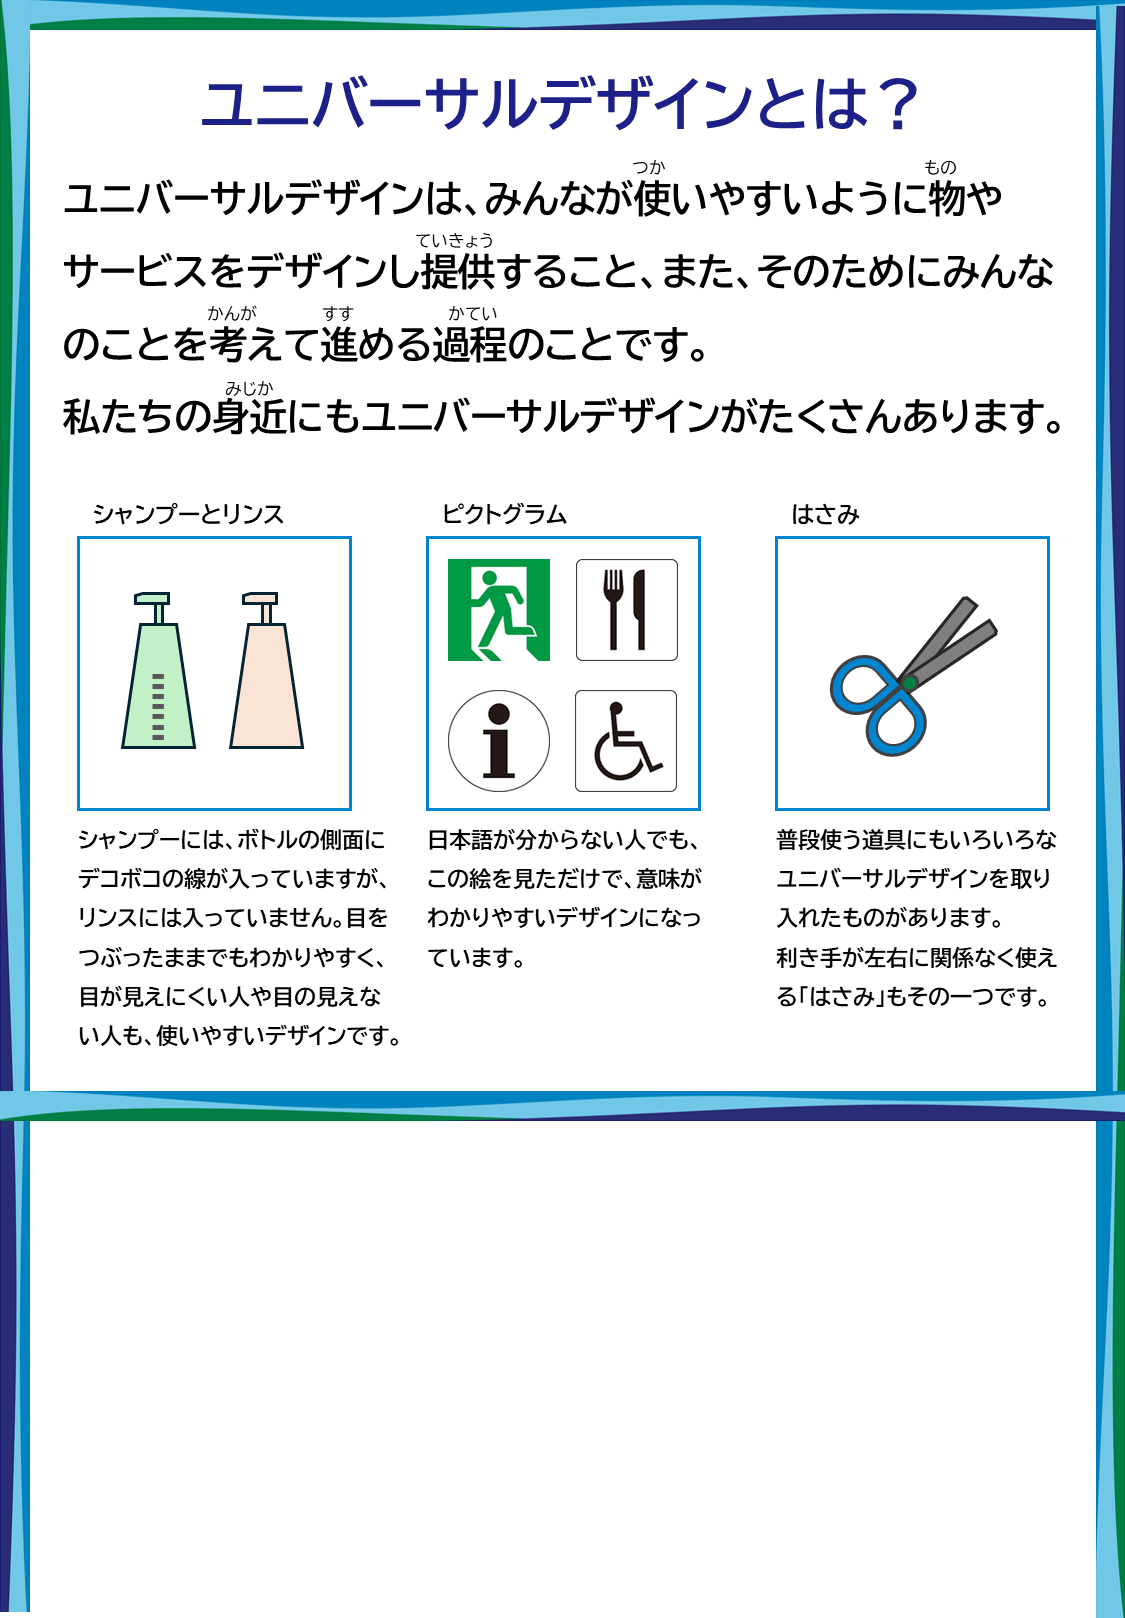 ユニバーサルデザインとは？
つか
もの
ユニバーサルデザインは、みんなが使いやすいように物や
ていきょう
サービスをデザインし提供すること、また、そのためにみんな
かんが
すす
かてい
のことを考えて進める過程のことです。
みじか
私たちの身近にもユニバーサルデザインがたくさんあります。
シャンプーとリンス
シャンプーには、ボトルの側面に
デコボコの線が入っていますが、
リンスには入っていません。目を
つぶったままでもわかりやすく、
目が見えにくい人や目の見えな
い人も、使いやすいデザインです。
ピクトグラム
日本語が分からない人でも、
この絵を見ただけで、意味が
わかりやすいデザインになっ
ています。
はさみ
普段使う道具にもいろいろな
ユニバーサルデザインを取り
入れたものがあります。
利き手が左右に関係なく使え
る「はさみ」もその一つです。